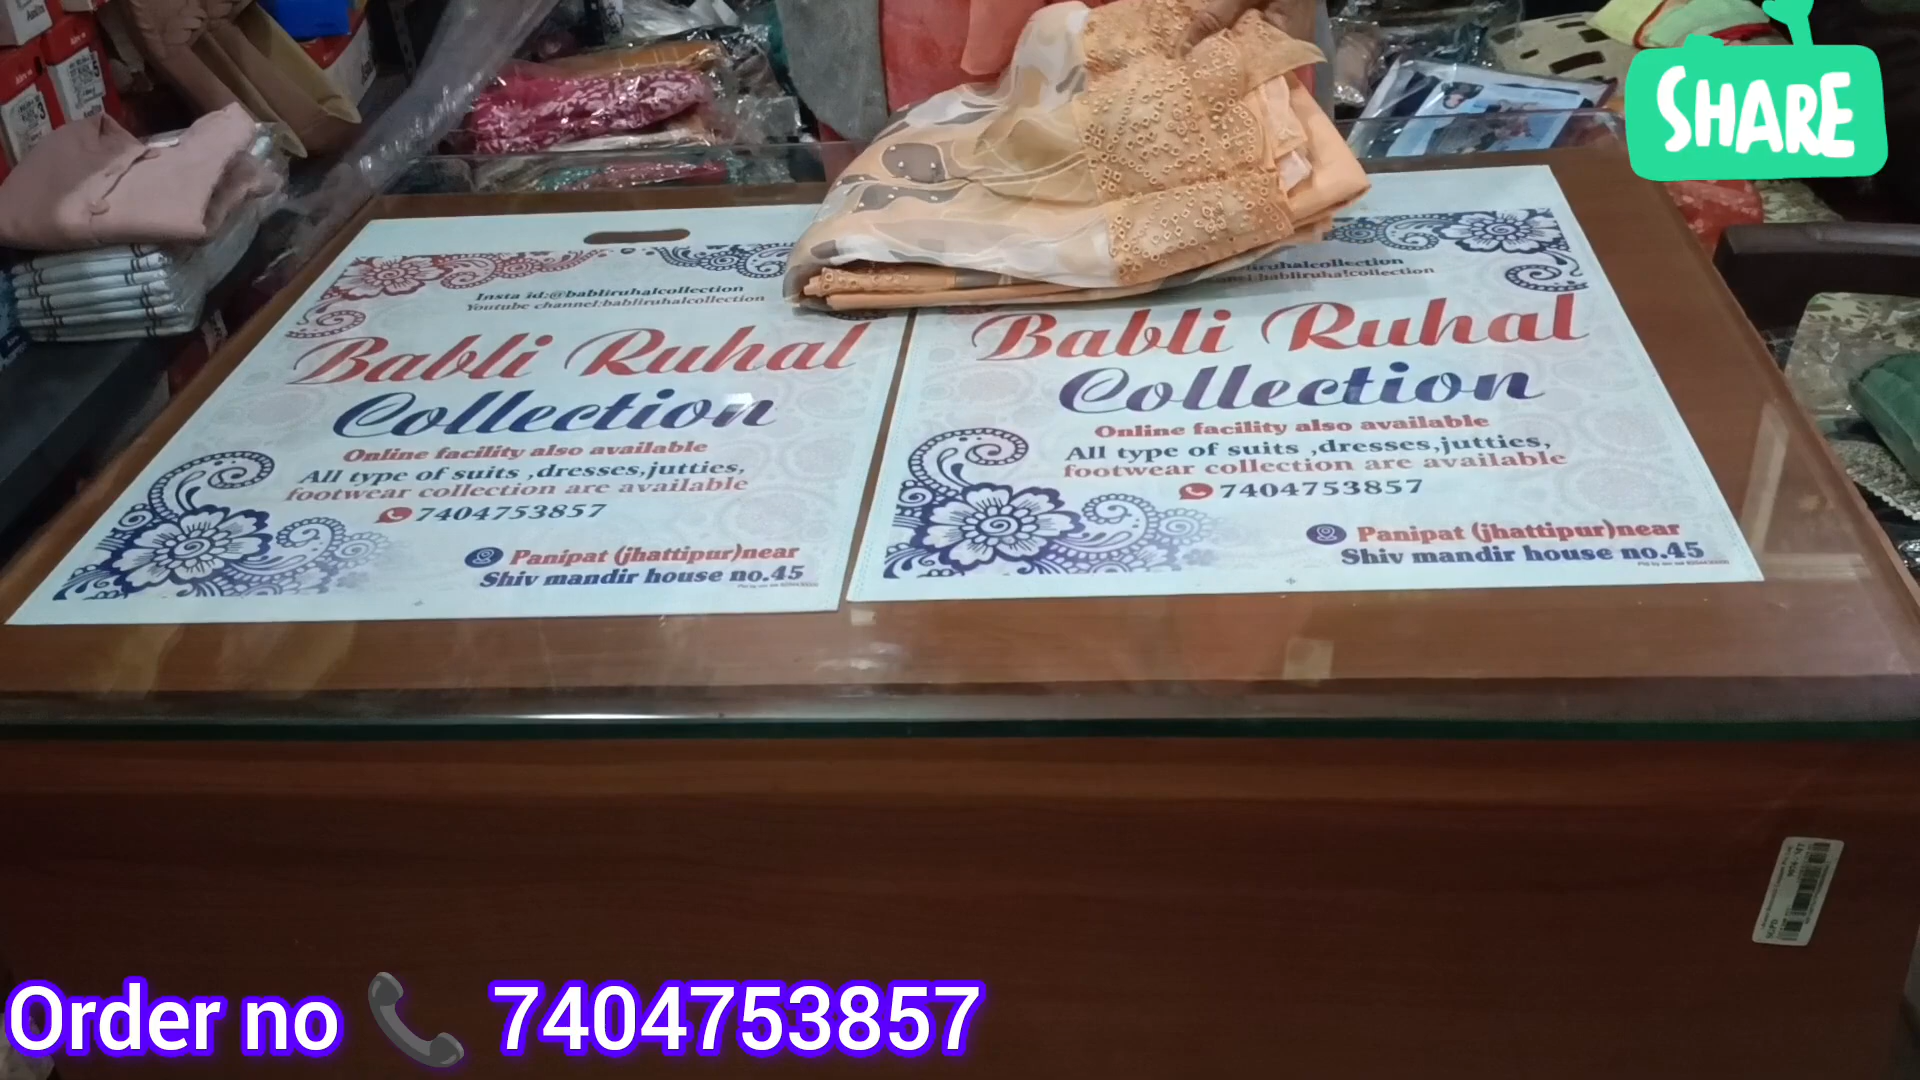 SHARE
Insta id:@babliruhalcollection
Youtube channel:babliruhalcollection
Babli Ruhal
Collection
Online facility also available
All type of suits ,dresses,jutties,
footwear collection are available
7404753857
Panipat (jhattipur)near
Shiv mandir house no.45
babliruhalcollection
Babli Ruhal
Collection
Online facility also available
All type of suits ,dresses,jutties,
footwear collection are available
7404753857
Panipat (jhattipur)near
Shiv mandir house no.45
Order no 📞 7404753857